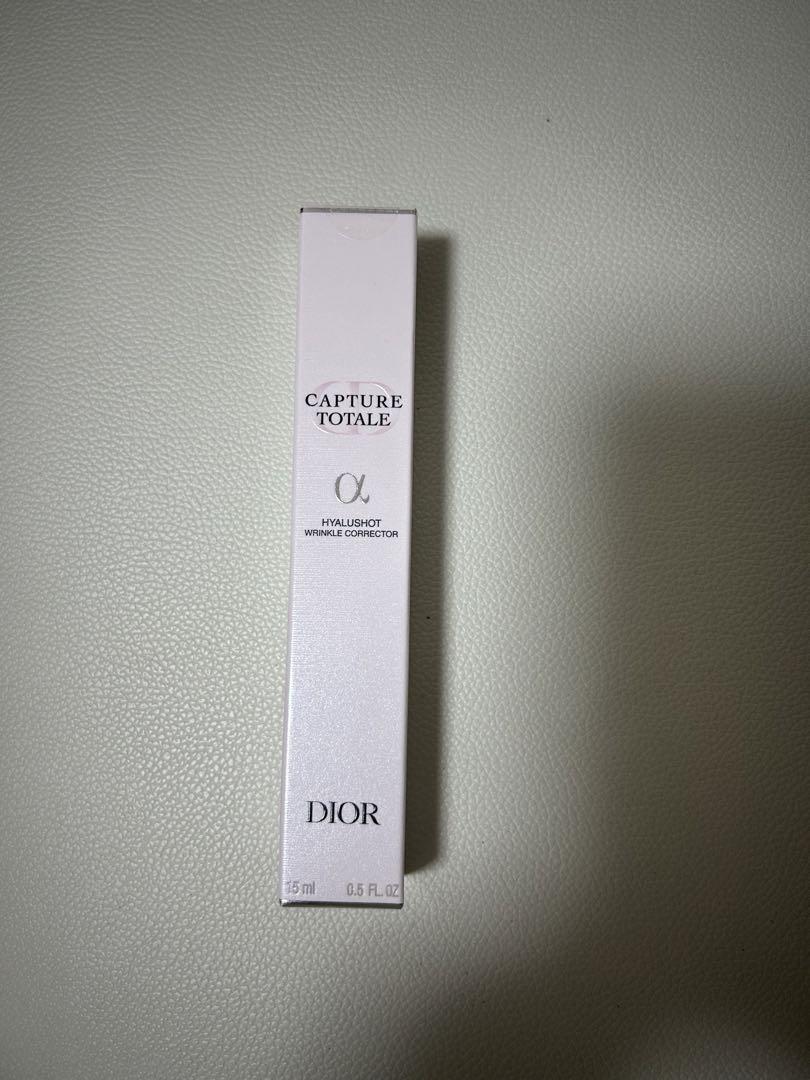 CAPTURE
TOTALE
α
HYALUSHOT
WRINKLE CORRECTOR
DIOR
15 ml 0.5 FL. OZ